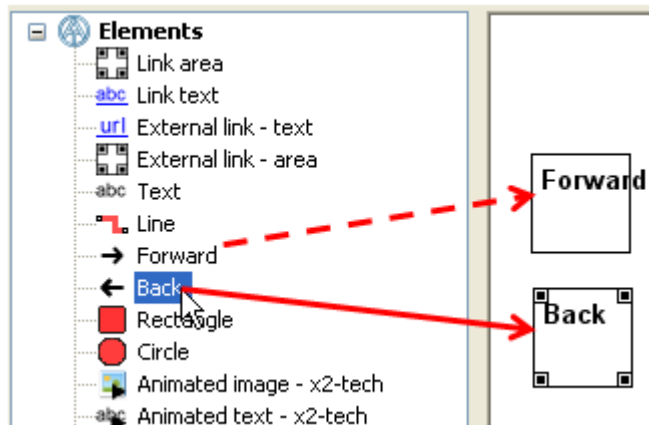 Elements
Link area
abc Link text
url External link - text
External link - area
abc Text
Line
Forward
Back
Rectangle
Circle
Animated image - x2-tech
abc Animated text - x2-tech
Forward
Back